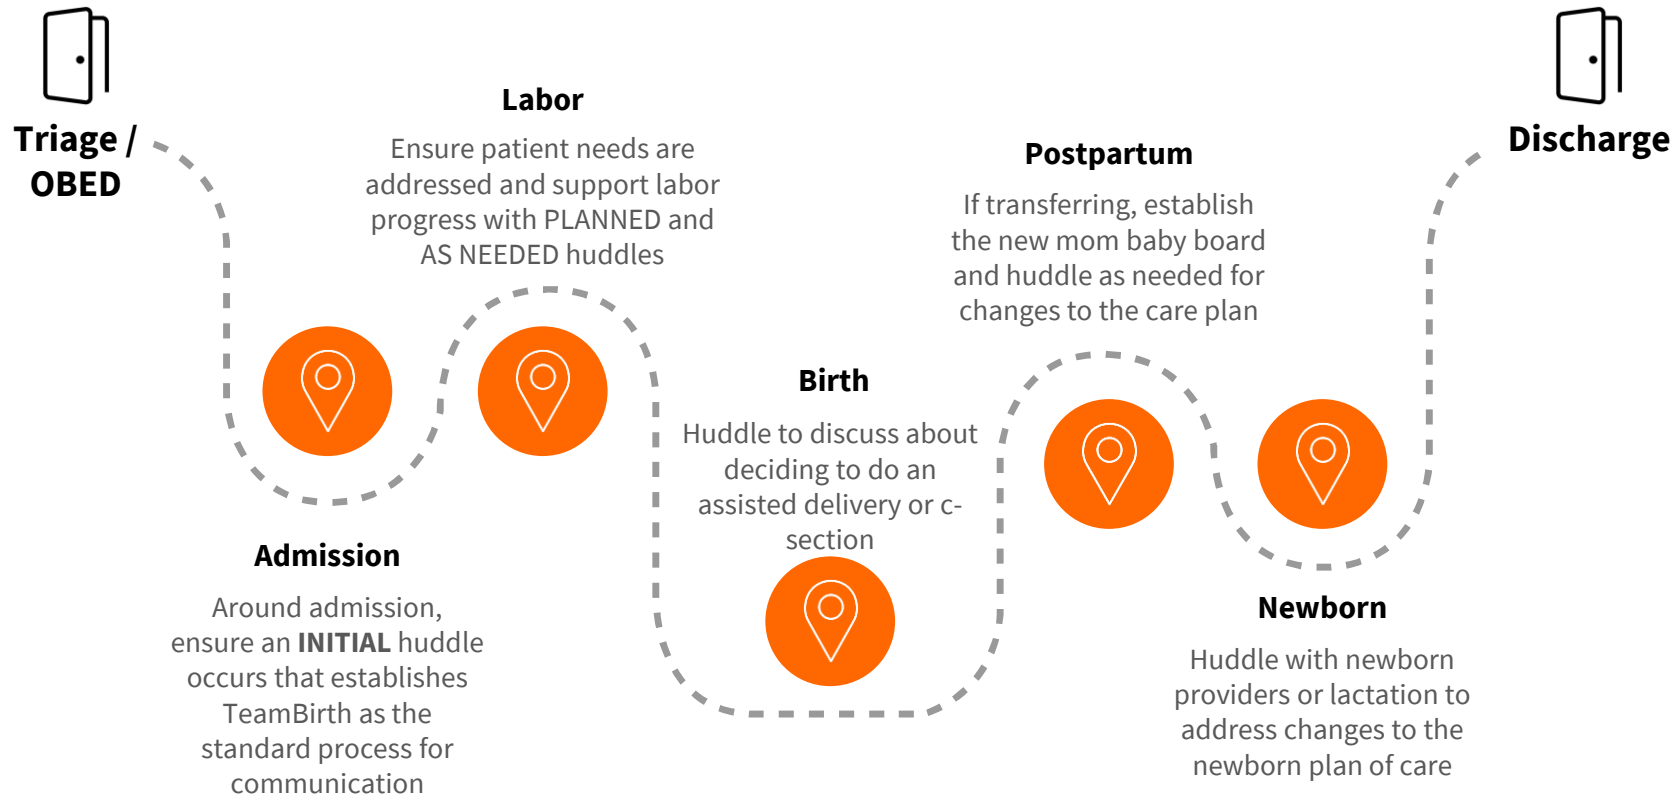 Triage /
OBED
Admission
Around admission,
ensure an INITIAL huddle
occurs that establishes
TeamBirth as the
standard process for
communication
Labor
Ensure patient needs are
addressed and support labor
progress with PLANNED and
AS NEEDED huddles
Birth
Huddle to discuss about
deciding to do an
assisted delivery or c-
section
Postpartum
If transferring, establish
the new mom baby board
and huddle as needed for
changes to the care plan
Newborn
Huddle with newborn
providers or lactation to
address changes to the
newborn plan of care
Discharge